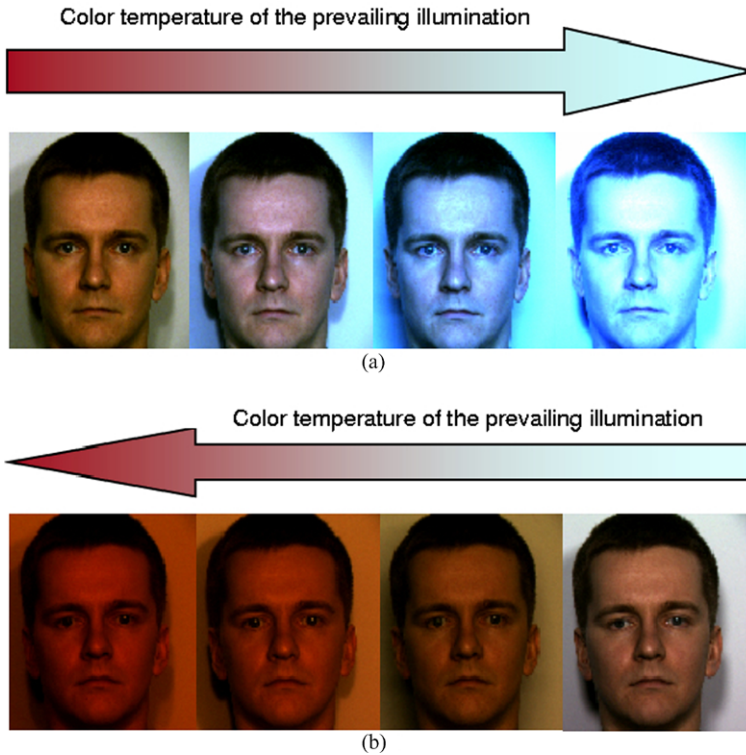 Color temperature of the prevailing illumination
(a)
Color temperature of the prevailing illumination
(b)